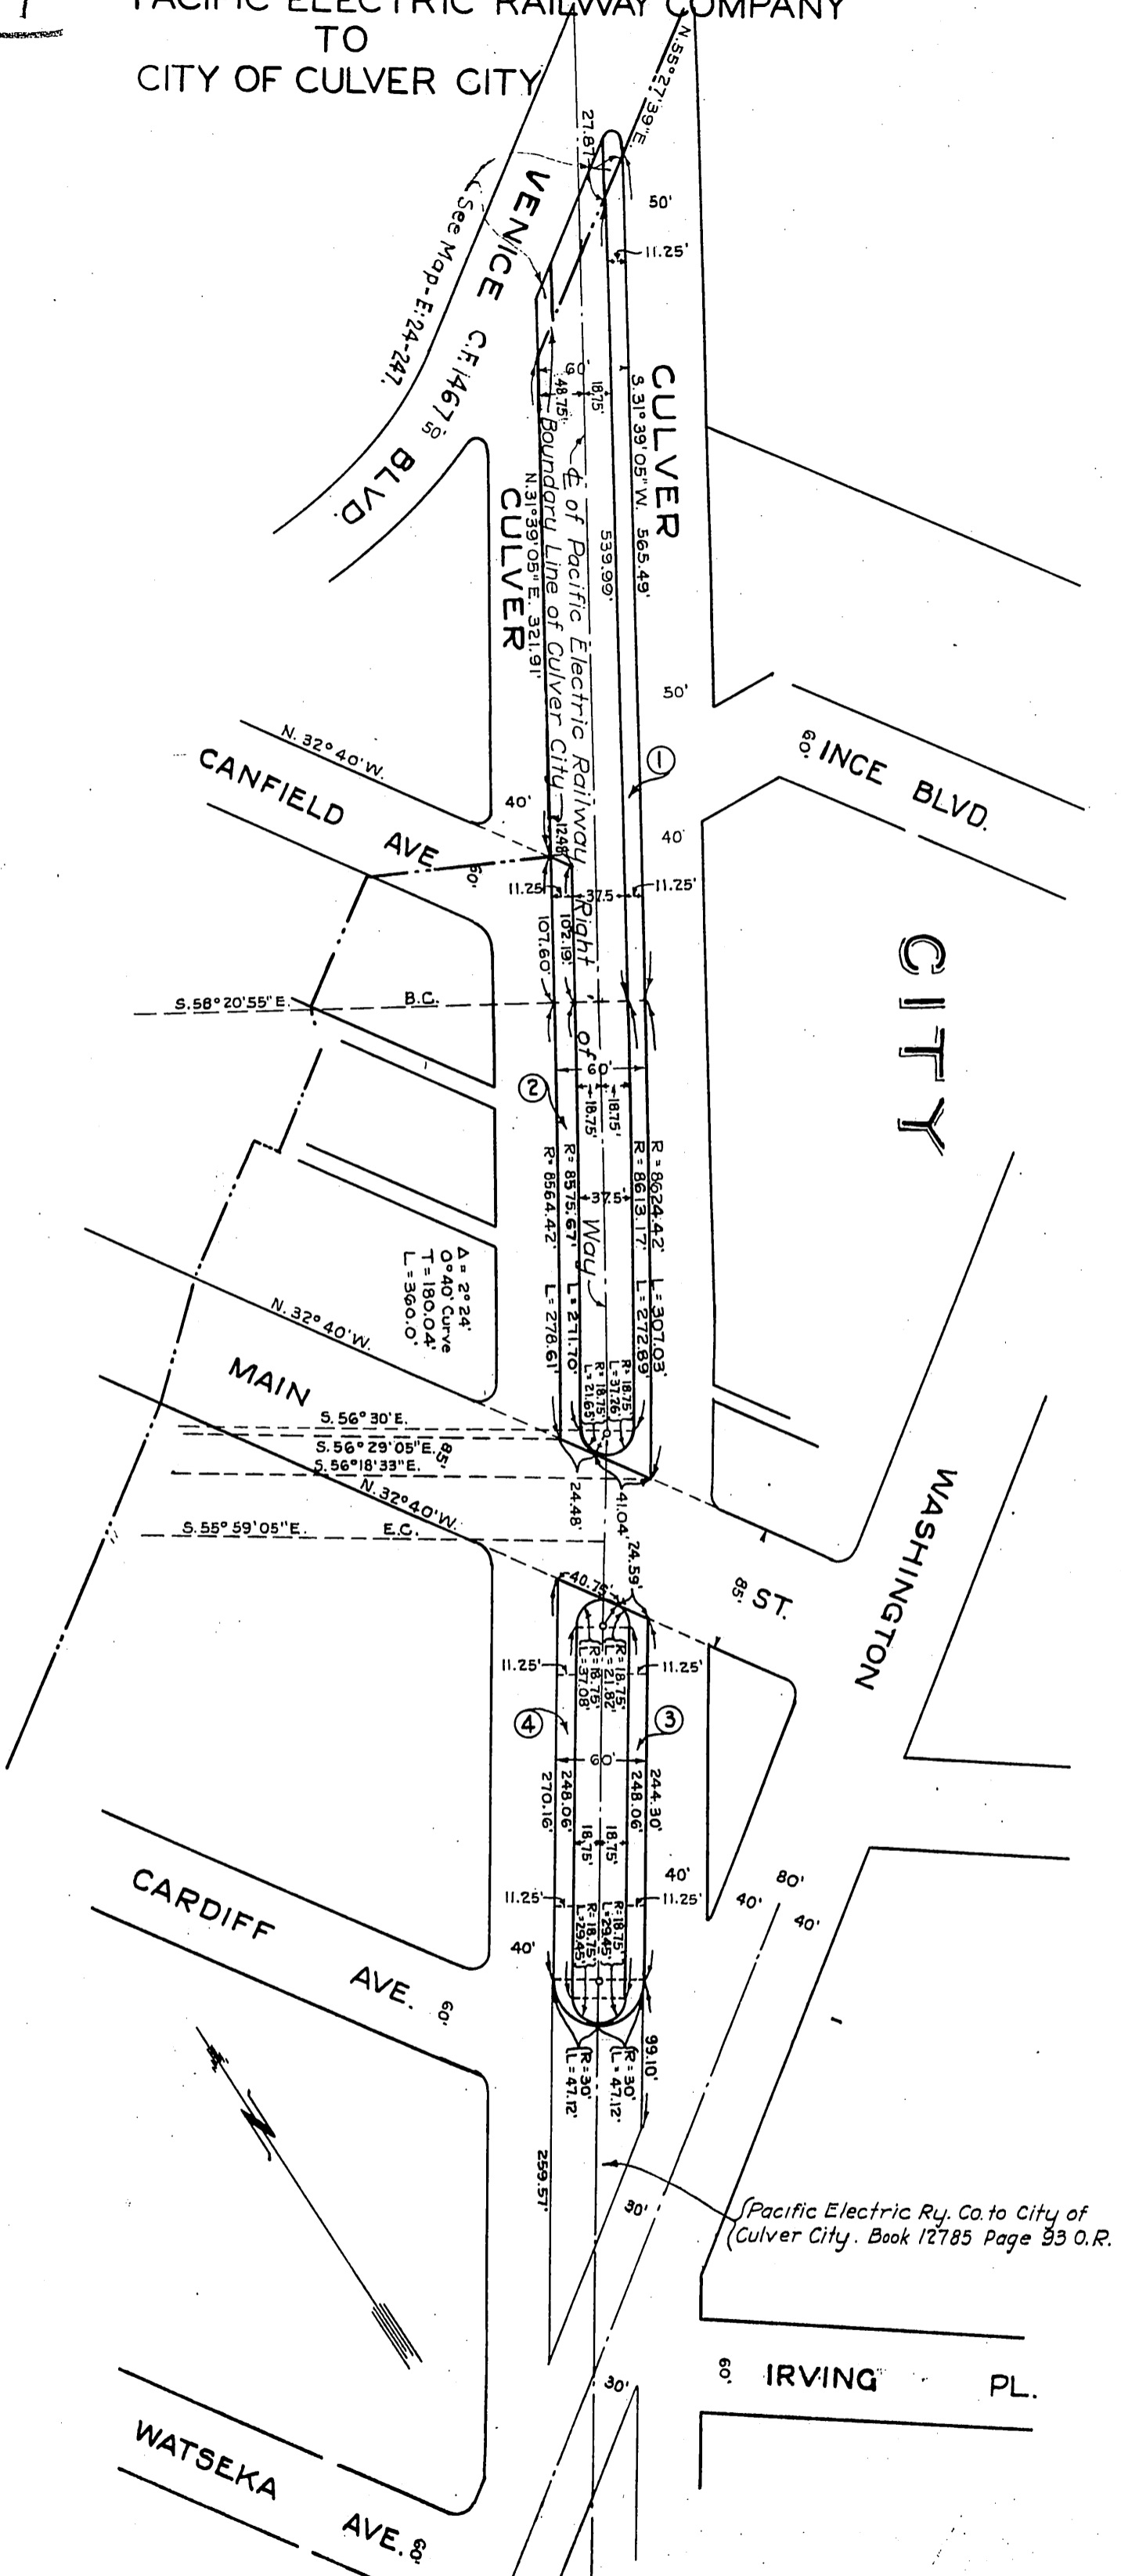 PACIFIC ELECTRIC RAILWAY COMPANY
TO
CITY OF CULVER CITY
N.55°27'39"E.
27.87'
50'
11.25'
VENICE C.F.1467 BLVD.
50'
(See Map-E:24-247.
60'
48.75'
18.75'
CULVER
S.31°39'05"W. 565.49'
539.99'
℄ of Pacific Electric Railway Right of Way
Boundary Line of Culver City
N.31°39'05"E. 321.91'
CULVER
50'
1
60' INCE BLVD.
N.32°40'W.
CANFIELD AVE.
60'
40'
12.48'
40'
11.25'
37.5
11.25'
107.60'
102.19'
CITY
S.58°20'55"E.
B.C.
60'
2
18.75'
18.75'
37.5'
R=8564.42' L=278.61'
R=8575.67' L=271.70'
R=8613.17' L=272.89'
R=8624.42' L=307.03'
Δ=2°24'
0°40' Curve
T=180.04'
L=360.0'
N.32°40'W.
MAIN
R=18.75'
L=37.26'
R=18.75'
L=21.65'
S.56°30'E.
S.56°29'05"E.
85'
S.56°18'33"E.
N.32°40'W.
S.55°59'05"E.
E.C.
24.48'
41.04'
24.59'
40.75'
85' ST.
WASHINGTON
R=18.75'
L=37.08'
R=18.75'
L=21.82'
11.25'
11.25'
4
3
60'
270.16'
248.06'
248.06'
244.30'
18.75'
18.75'
40'
11.25'
11.25'
R=18.75'
L=29.45'
R=18.75'
L=29.45'
80'
40'
40'
CARDIFF
AVE. 60'
40'
R=30'
L=47.12'
R=30'
L=47.12'
99.10'
259.57'
30'
Pacific Electric Ry. Co. to City of
Culver City. Book 12785 Page 93 O.R.
30'
60' IRVING PL.
WATSEKA
AVE. 60'